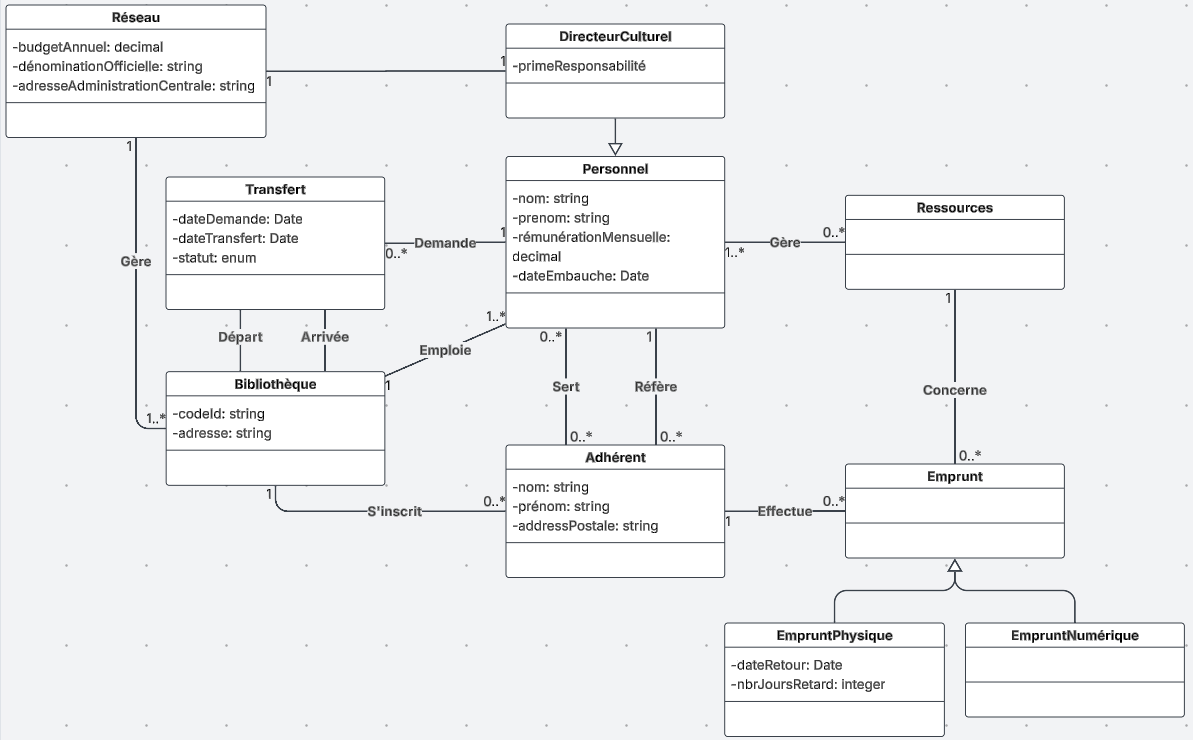 Réseau
-budgetAnnuel: decimal
-dénominationOfficielle: string
-adresseAdministrationCentrale: string
1
1
DirecteurCulturel
-primeResponsabilité
1
Personnel
-nom: string
-prenom: string
-rémunérationMensuelle:
decimal
-dateEmbauche: Date
Transfert
-dateDemande: Date
-dateTransfert: Date
-statut: enum
0..*
Demande
1
Ressources
1..*
Gère
0..*
Gère
1..*
Départ
Arrivée
1
Emploie
1..*
Bibliothèque
-codeId: string
-adresse: string
0..*
Sert
0..*
1
Réfère
0..*
1
Concerne
0..*
Adhérent
-nom: string
-prénom: string
-addressPostale: string
1
S'inscrit
0..*
1
Effectue
0..*
Emprunt
EmpruntPhysique
-dateRetour: Date
-nbrJoursRetard: integer
EmpruntNumérique